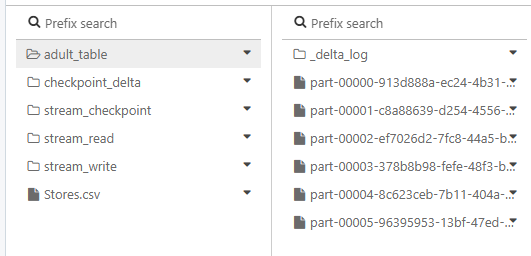 Prefix search
adult_table
checkpoint_delta
stream_checkpoint
stream_read
stream_write
Stores.csv
Prefix search
_delta_log
part-00000-913d888a-ec24-4b31-...
part-00001-c8a88639-d254-4556-...
part-00002-ef7026d2-7fc8-44a5-b...
part-00003-378b8b98-fefe-48f3-b...
part-00004-8c623ceb-7b11-404a-...
part-00005-96395953-13bf-47ed-...